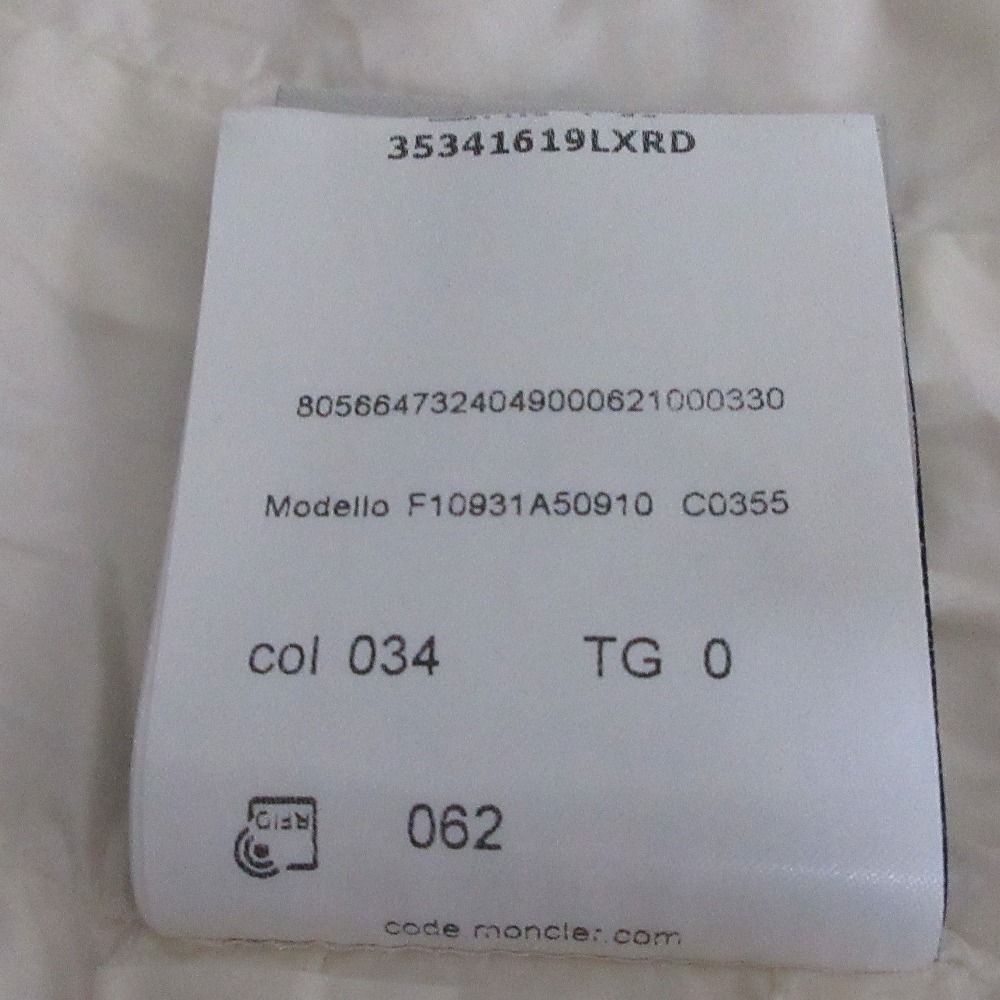 35341619LXRD
8056647324049000621000330
Modello F10931A50910 C0355
col 034 TG 0
RFID
062
code.moncler.com